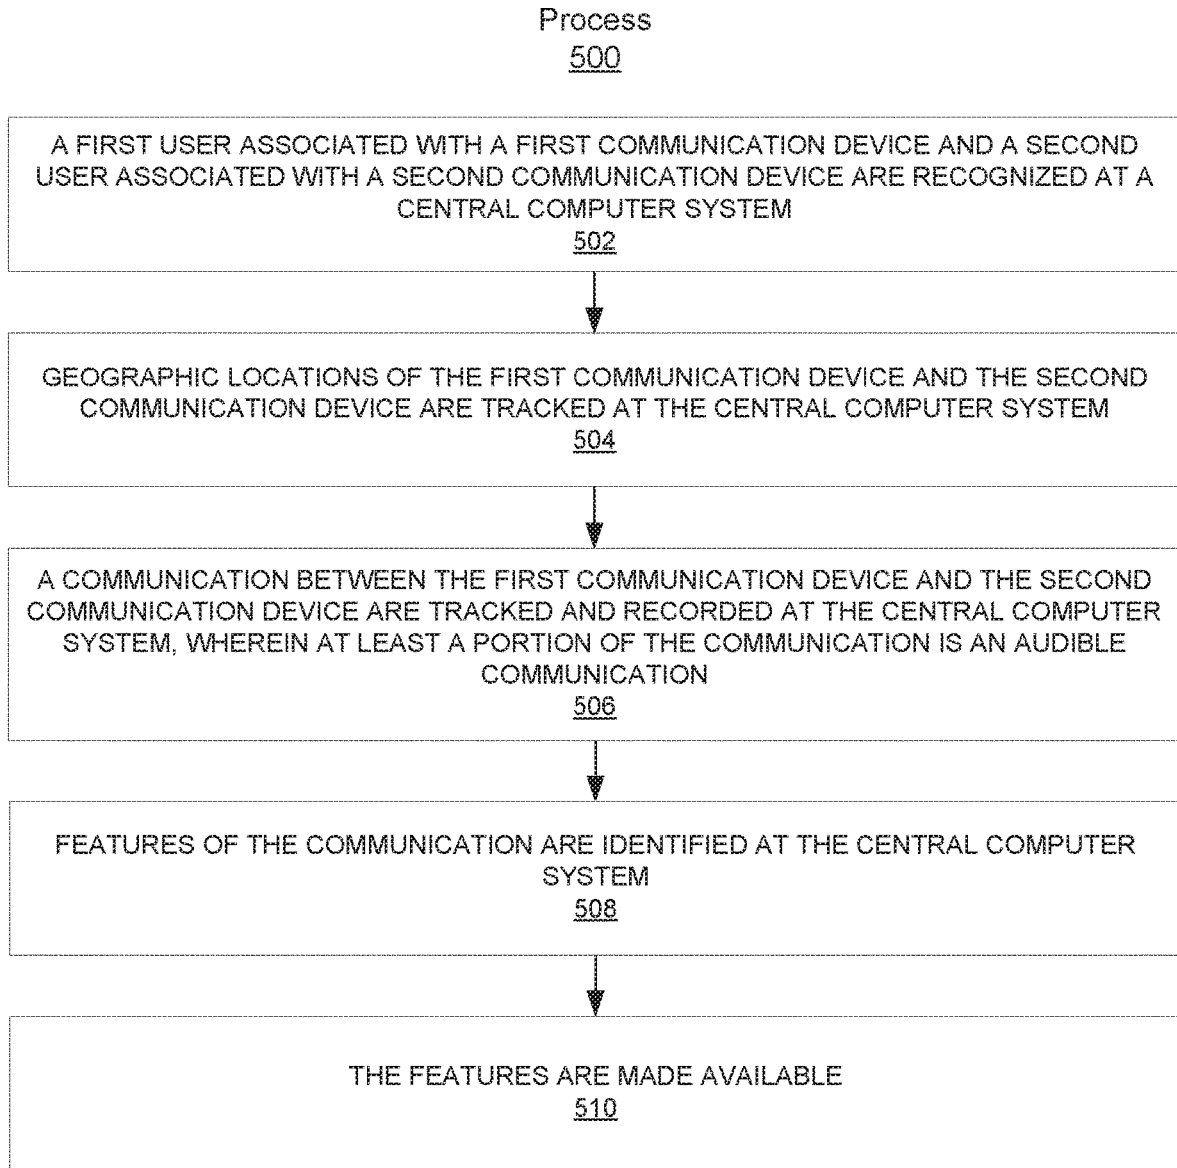 Process
500
A FIRST USER ASSOCIATED WITH A FIRST COMMUNICATION DEVICE AND A SECOND
USER ASSOCIATED WITH A SECOND COMMUNICATION DEVICE ARE RECOGNIZED AT A
CENTRAL COMPUTER SYSTEM
502
GEOGRAPHIC LOCATIONS OF THE FIRST COMMUNICATION DEVICE AND THE SECOND
COMMUNICATION DEVICE ARE TRACKED AT THE CENTRAL COMPUTER SYSTEM
504
A COMMUNICATION BETWEEN THE FIRST COMMUNICATION DEVICE AND THE SECOND
COMMUNICATION DEVICE ARE TRACKED AND RECORDED AT THE CENTRAL COMPUTER
SYSTEM, WHEREIN AT LEAST A PORTION OF THE COMMUNICATION IS AN AUDIBLE
COMMUNICATION
506
FEATURES OF THE COMMUNICATION ARE IDENTIFIED AT THE CENTRAL COMPUTER
SYSTEM
508
THE FEATURES ARE MADE AVAILABLE
510